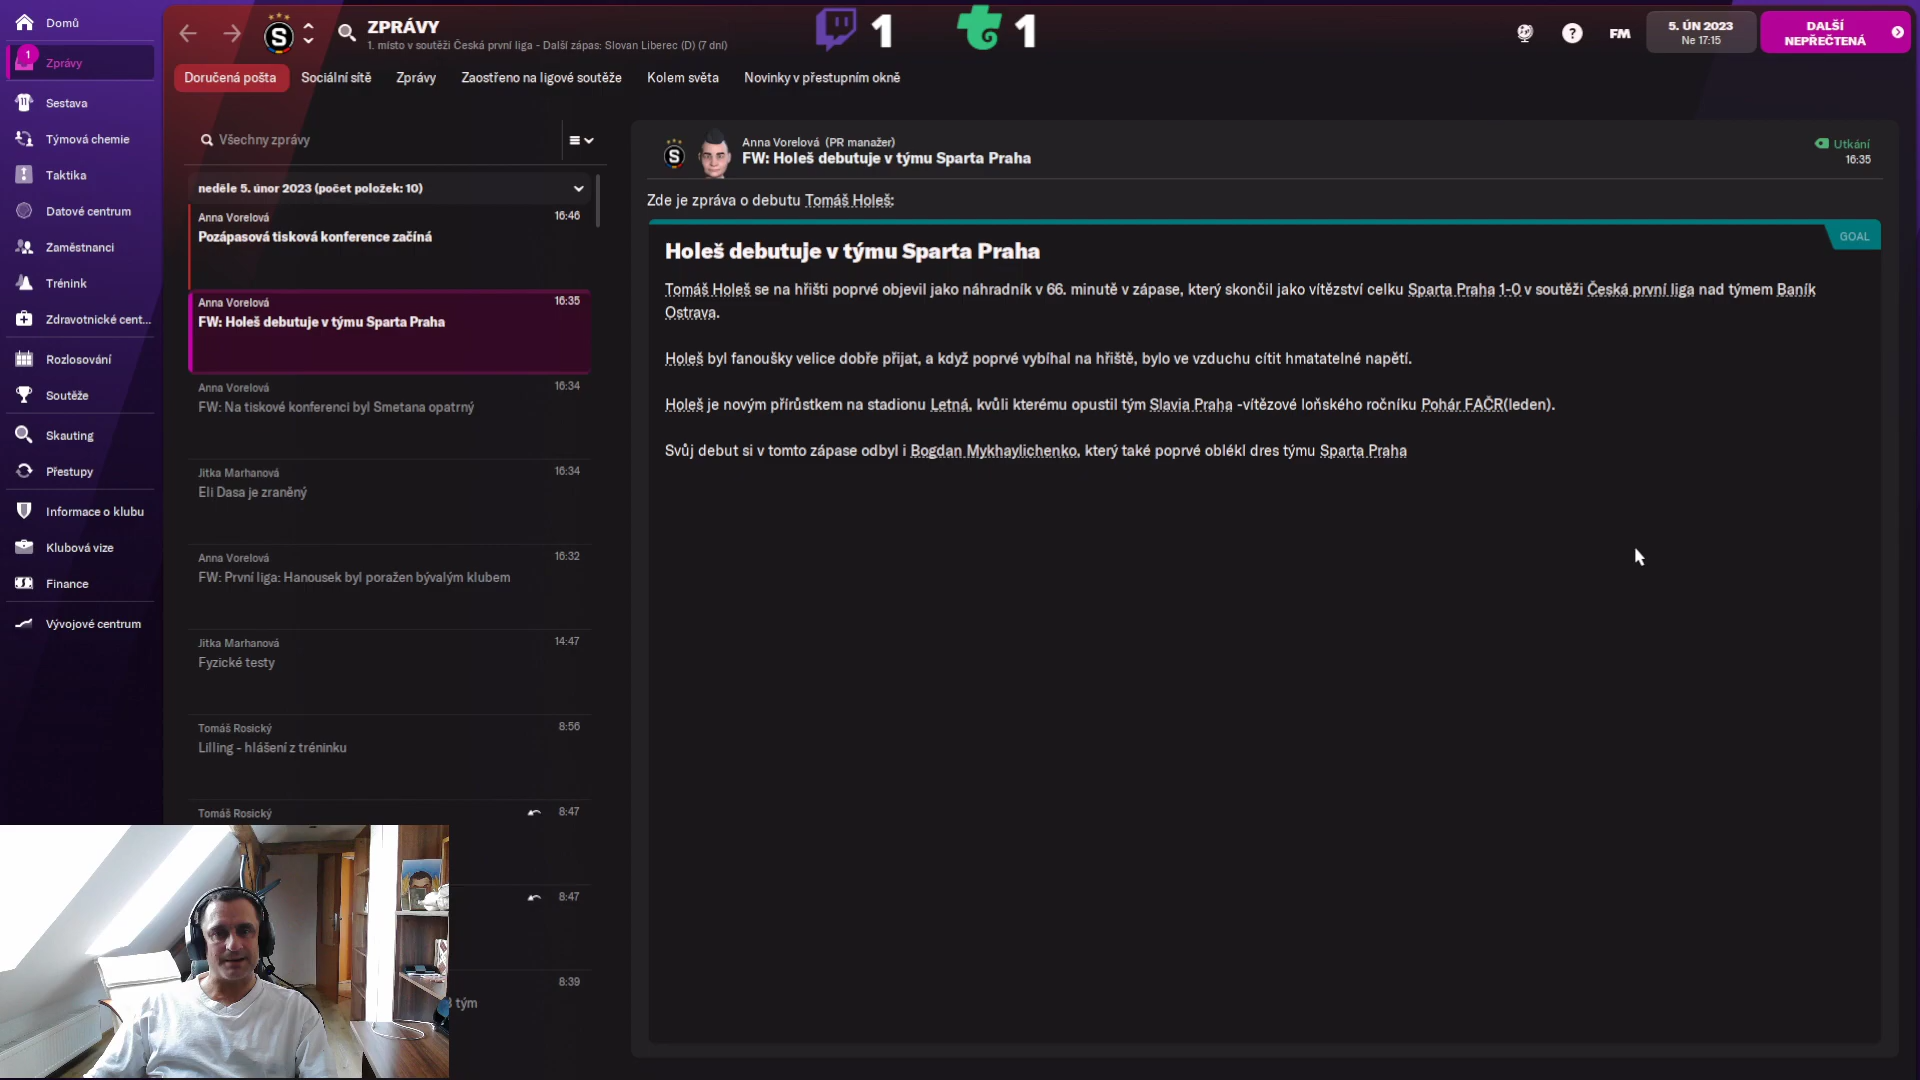 Domů
1
Zprávy
Sestava
Týmová chemie
Taktika
Datové centrum
Zaměstnanci
Trénink
Zdravotnické cent...
Rozlosování
Soutěže
Skauting
Přestupy
Informace o klubu
Klubová vize
Finance
Vývojové centrum
S
ZPRÁVY
1. místo v soutěži Česká první liga - Další zápas: Slovan Liberec (D) (7 dní)
1
1
FM
5. ÚN 2023
Ne 17:15
DALŠÍ
NEPŘEČTENÁ
Doručená pošta
Sociální sítě
Zprávy
Zaostřeno na ligové soutěže
Kolem světa
Novinky v přestupním okně
Všechny zprávy
neděle 5. únor 2023 (počet položek: 10)
Anna Vorelová 16:46
Pozápasová tisková konference začíná
Anna Vorelová 16:35
FW: Holeš debutuje v týmu Sparta Praha
Anna Vorelová 16:34
FW: Na tiskové konferenci byl Smetana opatrný
Jitka Marhanová 16:34
Eli Dasa je zraněný
Anna Vorelová 16:32
FW: První liga: Hanousek byl poražen bývalým klubem
Jitka Marhanová 14:47
Fyzické testy
Tomáš Rosický 8:56
Lilling - hlášení z tréninku
Tomáš Rosický 8:47
8:47
8:39
tým
S
Anna Vorelová (PR manažer)
FW: Holeš debutuje v týmu Sparta Praha
Utkání
16:35
Zde je zpráva o debutu Tomáš Holeš:
GOAL
Holeš debutuje v týmu Sparta Praha
Tomáš Holeš se na hřišti poprvé objevil jako náhradník v 66. minutě v zápase, který skončil jako vítězství celku Sparta Praha 1-0 v soutěži Česká první liga nad týmem Baník
Ostrava.
Holeš byl fanoušky velice dobře přijat, a když poprvé vybíhal na hřiště, bylo ve vzduchu cítit hmatatelné napětí.
Holeš je novým přírůstkem na stadionu Letná, kvůli kterému opustil tým Slavia Praha -vítězové loňského ročníku Pohár FAČR(leden).
Svůj debut si v tomto zápase odbyl i Bogdan Mykhaylichenko, který také poprvé oblékl dres týmu Sparta Praha